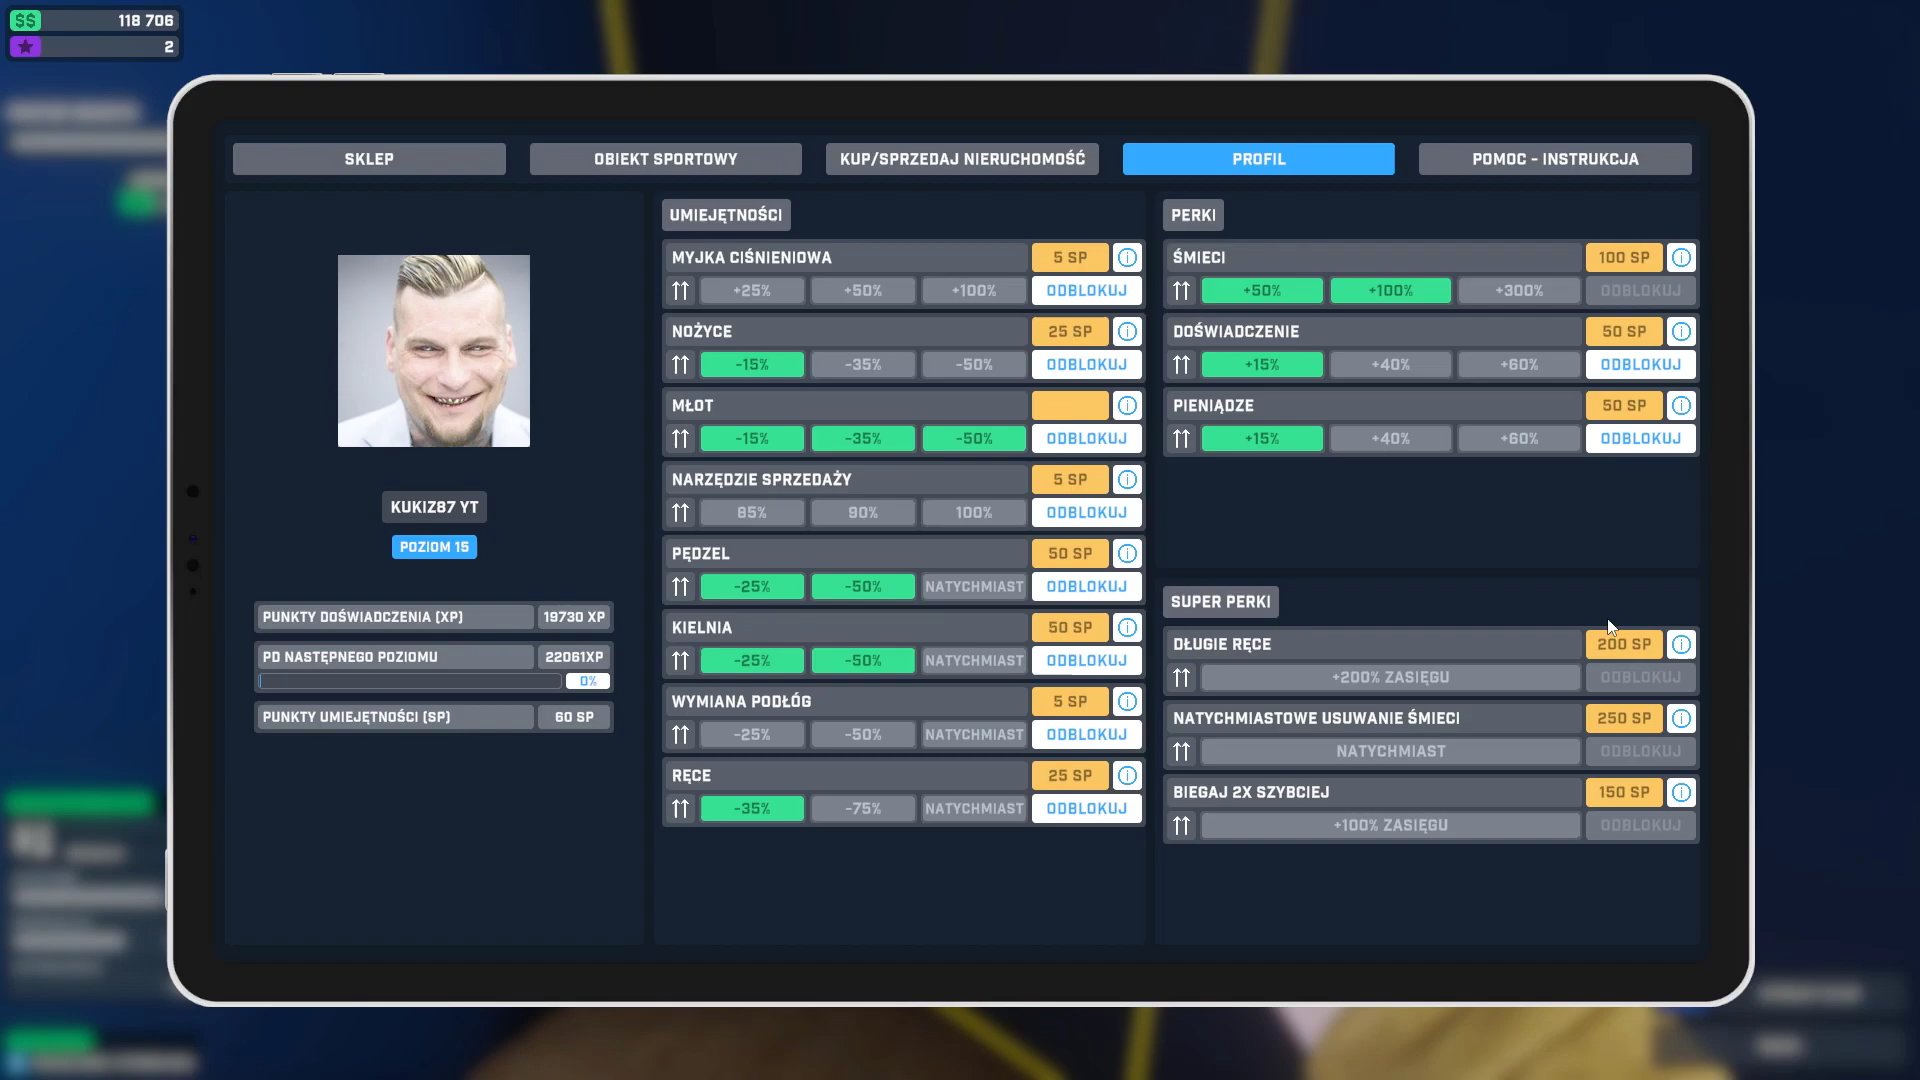 $$ 118 706
2
SKLEP
OBIEKT SPORTOWY
KUP/SPRZEDAJ NIERUCHOMOŚĆ
PROFIL
POMOC - INSTRUKCJA
KUKIZ87 YT
POZIOM 15
PUNKTY DOŚWIADCZENIA (XP) 19730 XP
PD NASTĘPNEGO POZIOMU 22061XP
0%
PUNKTY UMIEJĘTNOŚCI (SP) 60 SP
UMIEJĘTNOŚCI
MYJKA CIŚNIENIOWA 5 SP
+25% +50% +100% ODBLOKUJ
NOŻYCE 25 SP
-15% -35% -50% ODBLOKUJ
MŁOT
-15% -35% -50% ODBLOKUJ
NARZĘDZIE SPRZEDAŻY 5 SP
85% 90% 100% ODBLOKUJ
PĘDZEL 50 SP
-25% -50% NATYCHMIAST ODBLOKUJ
KIELNIA 50 SP
-25% -50% NATYCHMIAST ODBLOKUJ
WYMIANA PODŁÓG 5 SP
-25% -50% NATYCHMIAST ODBLOKUJ
RĘCE 25 SP
-35% -75% NATYCHMIAST ODBLOKUJ
PERKI
ŚMIECI 100 SP
+50% +100% +300% ODBLOKUJ
DOŚWIADCZENIE 50 SP
+15% +40% +60% ODBLOKUJ
PIENIĄDZE 50 SP
+15% +40% +60% ODBLOKUJ
SUPER PERKI
DŁUGIE RĘCE 200 SP
+200% ZASIĘGU ODBLOKUJ
NATYCHMIASTOWE USUWANIE ŚMIECI 250 SP
NATYCHMIAST ODBLOKUJ
BIEGAJ 2X SZYBCIEJ 150 SP
+100% ZASIĘGU ODBLOKUJ